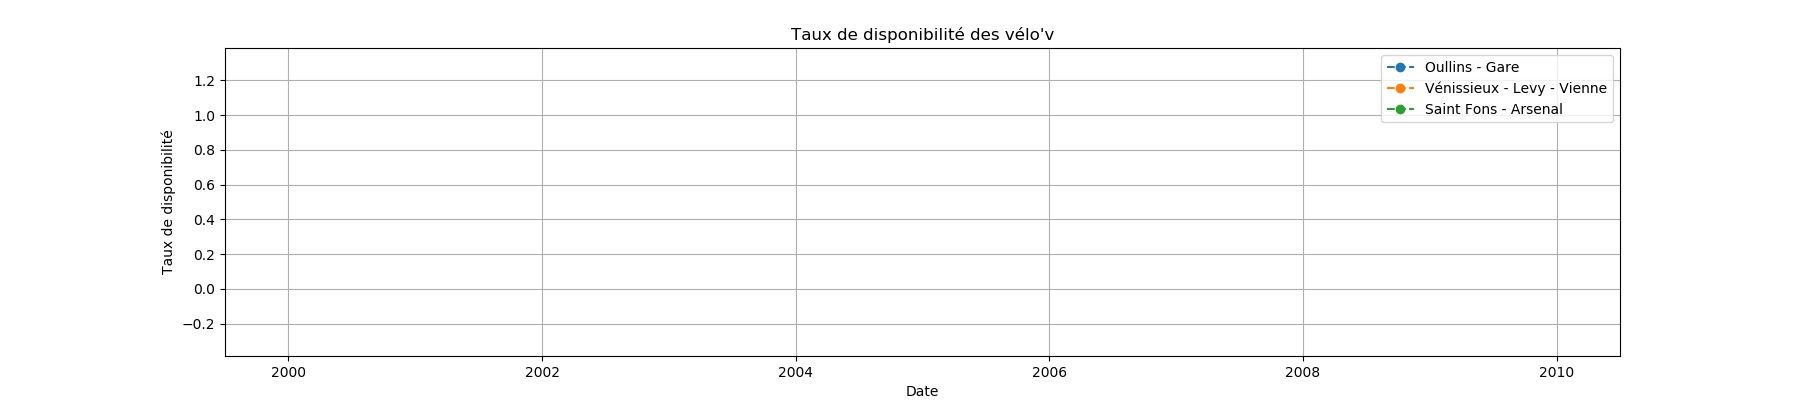 Taux de disponibilité des vélo'v
Oullins - Gare
Vénissieux - Levy - Vienne
Saint Fons - Arsenal
Taux de disponibilité
1.2
1.0
0.8
0.6
0.4
0.2
0.0
−0.2
2000 2002 2004 2006 2008 2010
Date